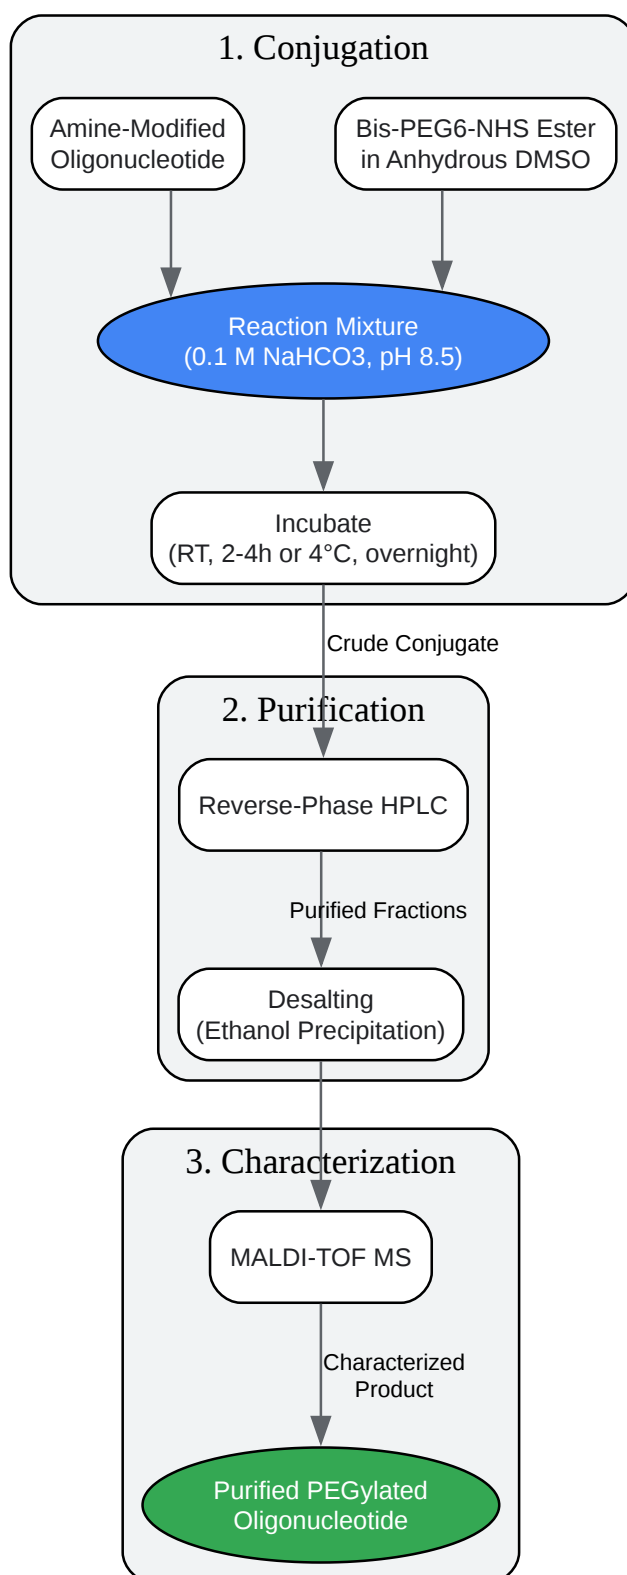 1. Conjugation
Amine-Modified
Oligonucleotide
Bis-PEG6-NHS Ester
in Anhydrous DMSO
Reaction Mixture
(0.1 M NaHCO3, pH 8.5)
Incubate
(RT, 2-4h or 4°C, overnight)
Crude Conjugate
2. Purification
Reverse-Phase HPLC
Purified Fractions
Desalting
(Ethanol Precipitation)
3. Characterization
MALDI-TOF MS
Characterized
Product
Purified PEGylated
Oligonucleotide